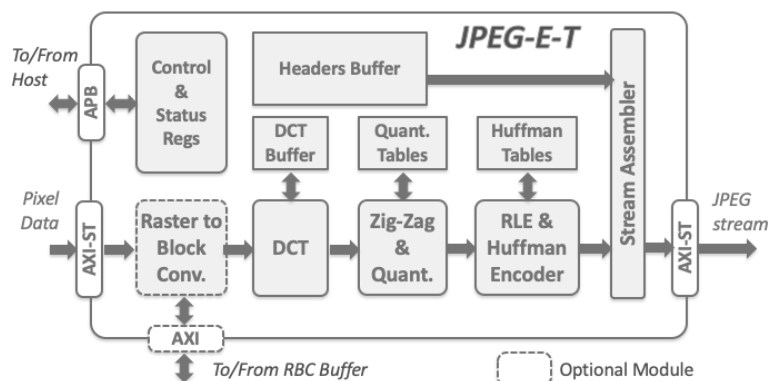 JPEG-E-T
To/From
Host
APB
Control
&
Status
Regs
Headers Buffer
DCT
Buffer
Quant.
Tables
Huffman
Tables
Stream Assembler
Pixel
Data
AXI-ST
Raster to
Block
Conv.
DCT
Zig-Zag
&
Quant.
RLE &
Huffman
Encoder
AXI-ST
JPEG
stream
AXI
To/From RBC Buffer
Optional Module